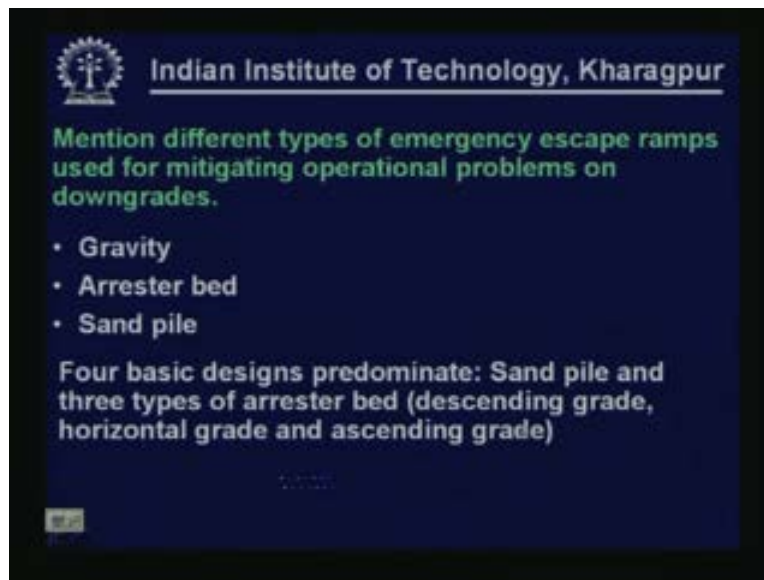 Indian Institute of Technology, Kharagpur
Mention different types of emergency escape ramps
used for mitigating operational problems on
downgrades.
• Gravity
• Arrester bed
• Sand pile
Four basic designs predominate: Sand pile and
three types of arrester bed (descending grade,
horizontal grade and ascending grade)